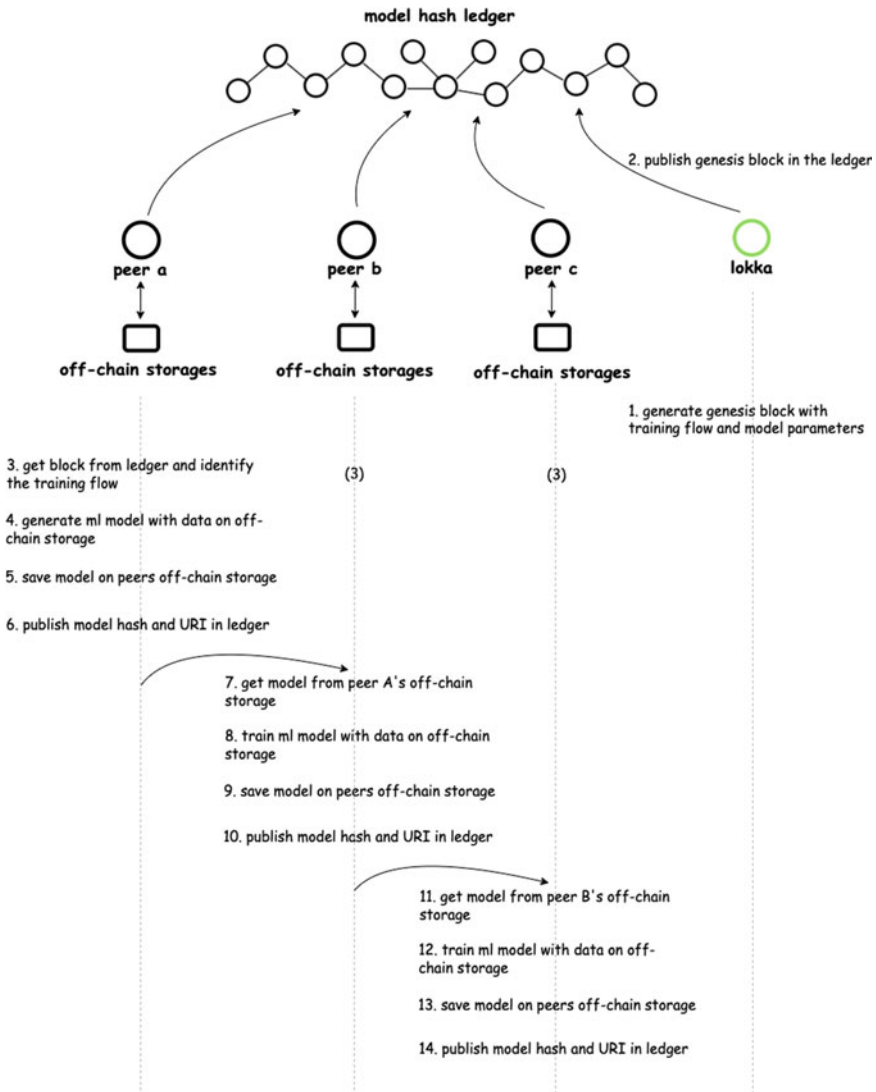 model hash ledger
2. publish genesis block in the ledger
peer a
peer b
peer c
lokka
off-chain storages
off-chain storages
off-chain storages
1. generate genesis block with
training flow and model parameters
3. get block from ledger and identify
the training flow
(3)
(3)
4. generate ml model with data on off-
chain storage
5. save model on peers off-chain storage
6. publish model hash and URI in ledger
7. get model from peer A's off-chain
storage
8. train ml model with data on off-chain
storage
9. save model on peers off-chain storage
10. publish model hash and URI in ledger
11. get model from peer B's off-chain
storage
12. train ml model with data on off-
chain storage
13. save model on peers off-chain storage
14. publish model hash and URI in ledger